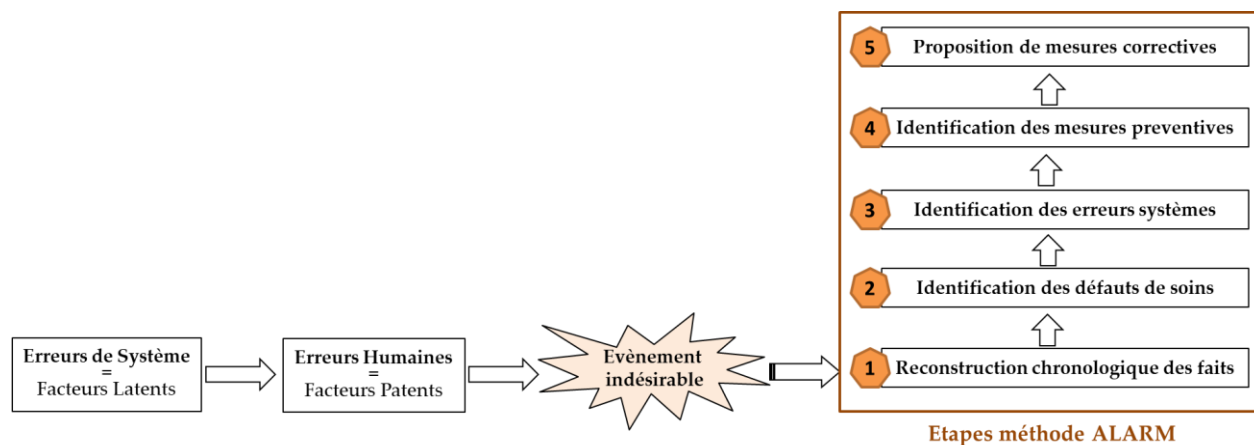 Erreurs de Système
=
Facteurs Latents
Erreurs Humaines
=
Facteurs Patents
Evènement
indésirable
5 Proposition de mesures correctives
4 Identification des mesures preventives
3 Identification des erreurs systèmes
2 Identification des défauts de soins
1 Reconstruction chronologique des faits
Etapes méthode ALARM